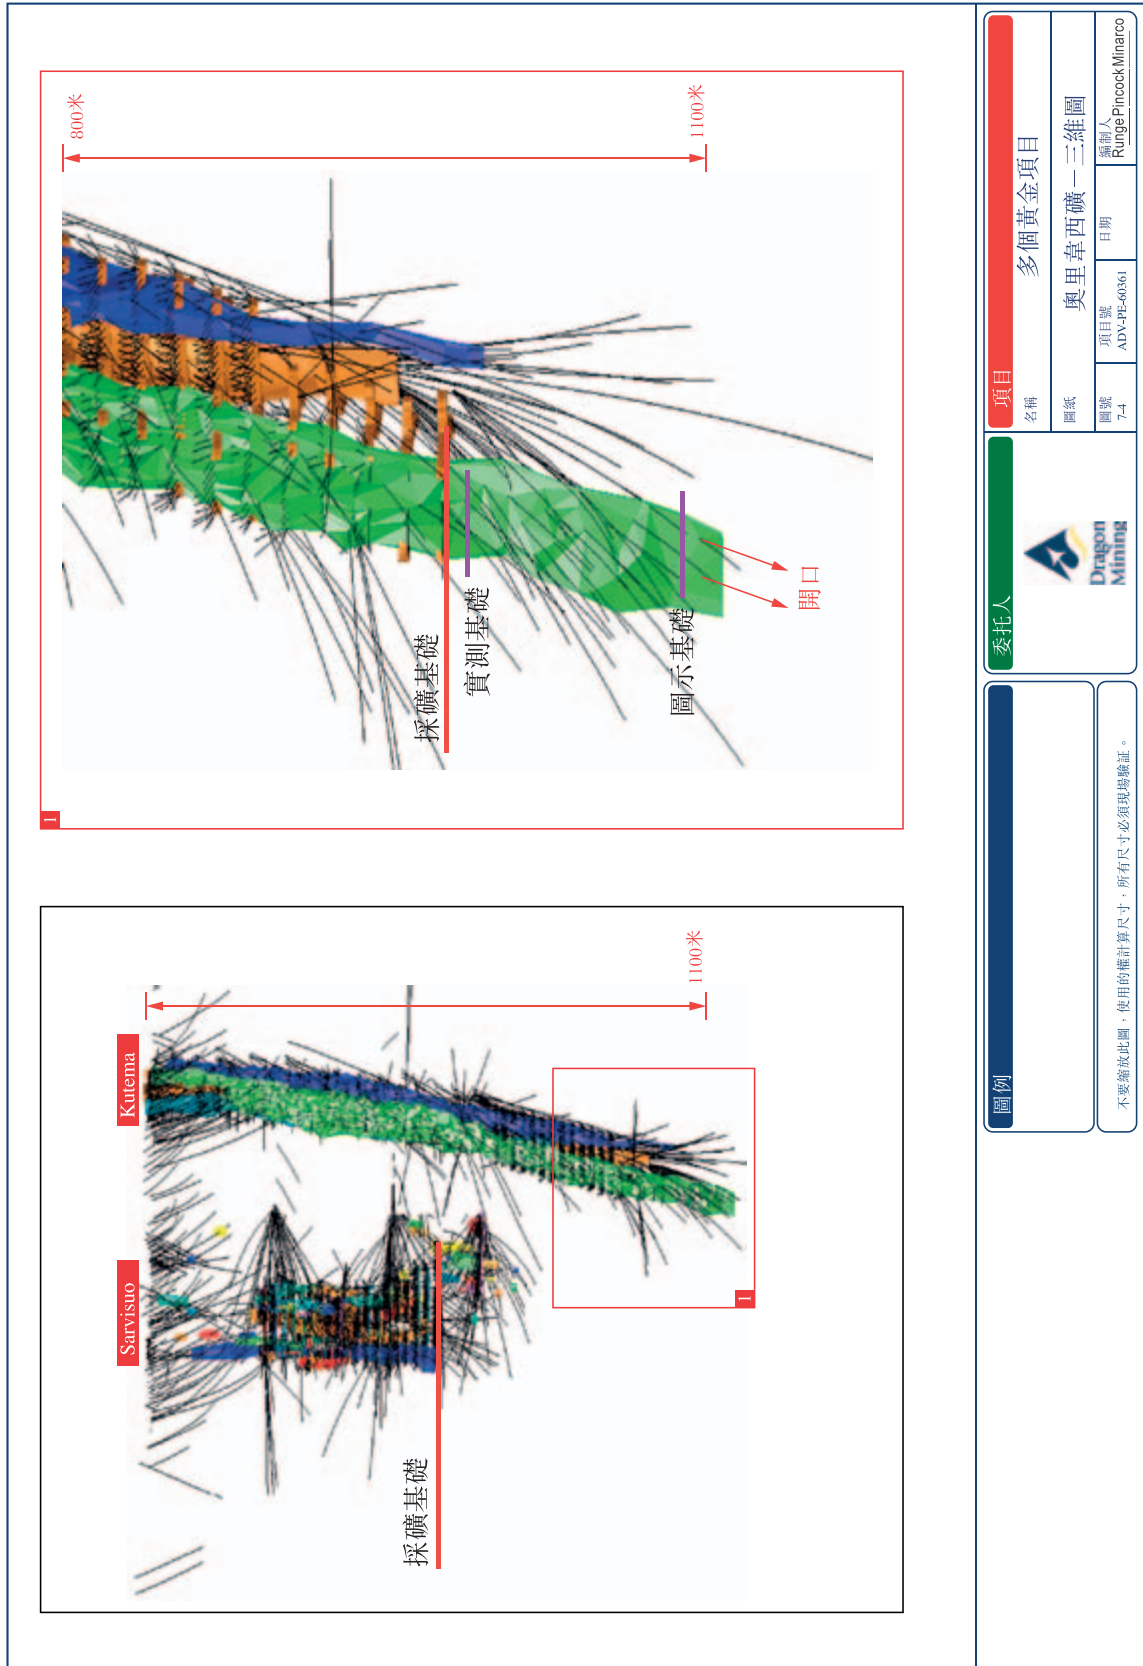 Sarvisuo
Kutema
1100米
採礦基礎
1
1
800米
1100米
採礦基礎
實測基礎
圖示基礎
開口
圖例
不要縮放此圖，使用的權計算尺寸，所有尺寸必須現場驗証。
委托人
Dragon
Mining
項目
名稱
多個黃金項目
圖紙
奧里韋西礦－三維圖
圖號
7-4
項目號
ADV-PE-60361
日期
編制人
RungePincockMinarco